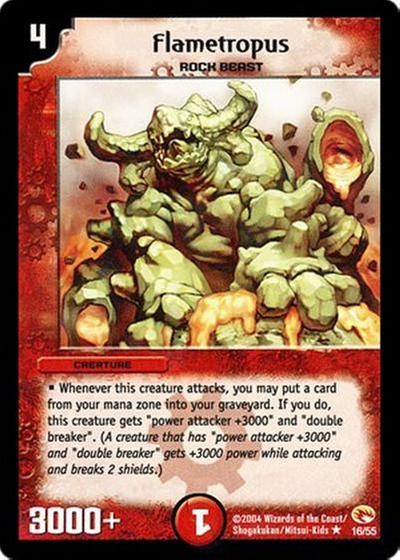 4
Flametropus
ROCK BEAST
CREATURE
▪ Whenever this creature attacks, you may put a card
from your mana zone into your graveyard. If you do,
this creature gets "power attacker +3000" and "double
breaker". (A creature that has "power attacker +3000"
and "double breaker" gets +3000 power while attacking
and breaks 2 shields.)
3000+
1
©2004 Wizards of the Coast/
Shogakukan/Mitsui-Kids ★ 16/55